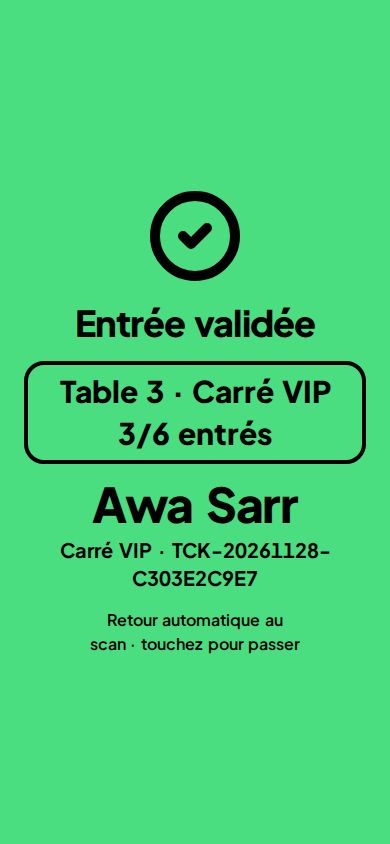 Entrée validée
Table 3 · Carré VIP
3/6 entrés
Awa Sarr
Carré VIP · TCK-20261128-
C303E2C9E7
Retour automatique au
scan · touchez pour passer